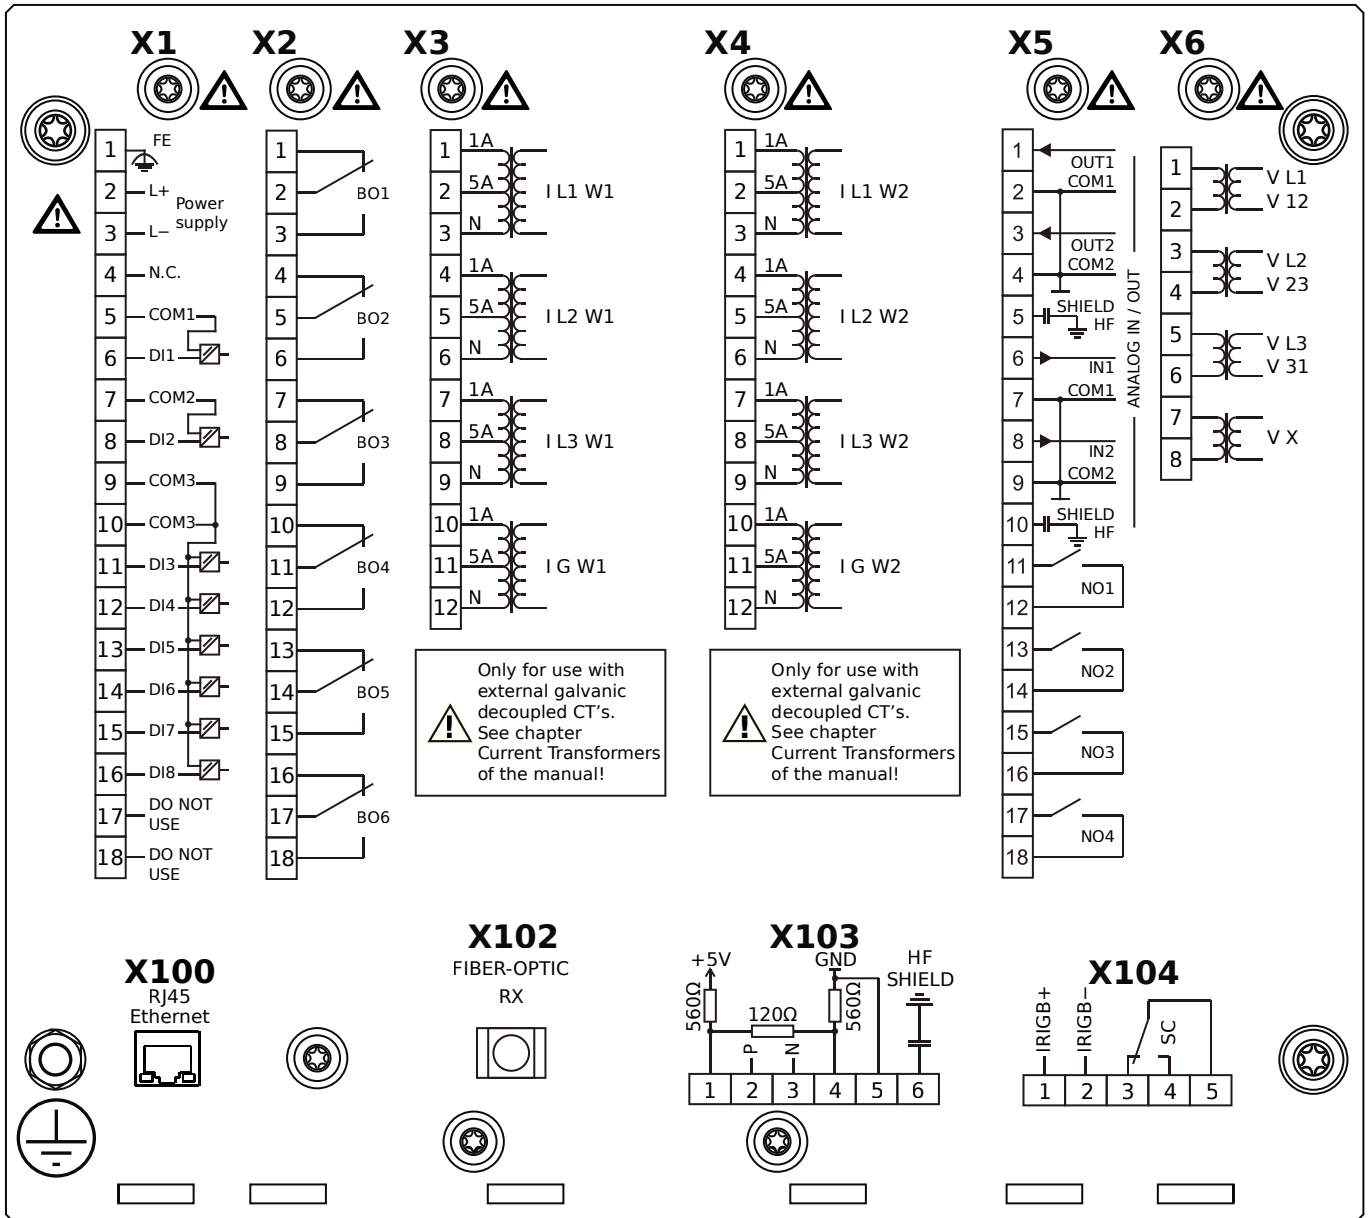 X1
X2
X3
X4
X5
X6
1 FE
2 L+
Power
supply
3 L−
4 N.C.
5 COM1
6 DI1
7 COM2
8 DI2
9 COM3
10 COM3
11 DI3
12 DI4
13 DI5
14 DI6
15 DI7
16 DI8
17 DO NOT
USE
18 DO NOT
USE
1
2 BO1
3
4
5 BO2
6
7
8 BO3
9
10
11 BO4
12
13
14 BO5
15
16
17 BO6
18
1 1A
2 5A I L1 W1
3 N
4 1A
5 5A I L2 W1
6 N
7 1A
8 5A I L3 W1
9 N
10 1A
11 5A I G W1
12 N
Only for use with
external galvanic
decoupled CT's.
See chapter
Current Transformers
of the manual!
1 1A
2 5A I L1 W2
3 N
4 1A
5 5A I L2 W2
6 N
7 1A
8 5A I L3 W2
9 N
10 1A
11 5A I G W2
12 N
Only for use with
external galvanic
decoupled CT's.
See chapter
Current Transformers
of the manual!
1
OUT1
2 COM1
3
OUT2
4 COM2
5 SHIELD
HF
6
IN1
7 COM1
8
IN2
9 COM2
10 SHIELD
HF
ANALOG IN / OUT
11
NO1
12
13
NO2
14
15
NO3
16
17
NO4
18
1 V L1
2 V 12
3 V L2
4 V 23
5 V L3
6 V 31
7 V X
8
X100
RJ45
Ethernet
X102
FIBER-OPTIC
RX
X103
+5V
GND
HF
SHIELD
560Ω
120Ω
560Ω
P
N
1 2 3 4 5 6
X104
IRIGB+
IRIGB−
SC
1 2 3 4 5